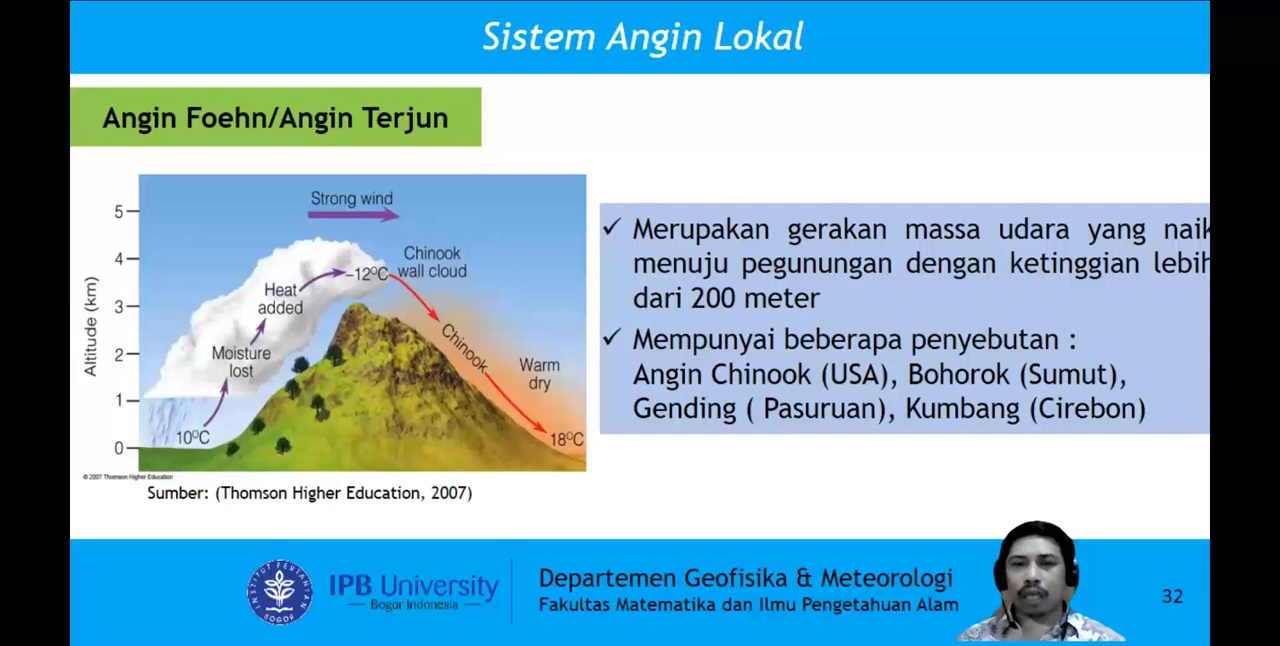 Sistem Angin Lokal
Angin Foehn/Angin Terjun
Strong wind
Chinook
wall cloud
–12°C
Heat
added
Moisture
lost
10°C
Chinook
Warm
dry
18°C
Altitude (km)
5
4
3
2
1
0
© 2007 Thomson Higher Education
Sumber: (Thomson Higher Education, 2007)
✓ Merupakan gerakan massa udara yang naik
menuju pegunungan dengan ketinggian lebih
dari 200 meter
✓ Mempunyai beberapa penyebutan :
Angin Chinook (USA), Bohorok (Sumut),
Gending ( Pasuruan), Kumbang (Cirebon)
INSTITUT PERTANIAN
BOGOR
IPB University
Bogor Indonesia
Departemen Geofisika & Meteorologi
Fakultas Matematika dan Ilmu Pengetahuan Alam
32